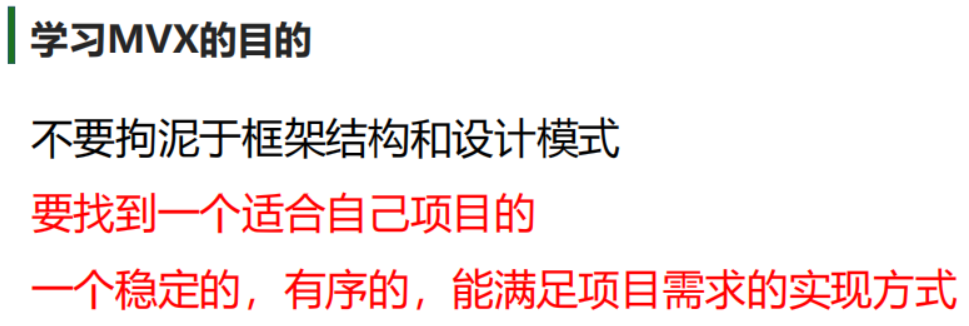 学习MVX的目的
不要拘泥于框架结构和设计模式
要找到一个适合自己项目的
一个稳定的，有序的，能满足项目需求的实现方式